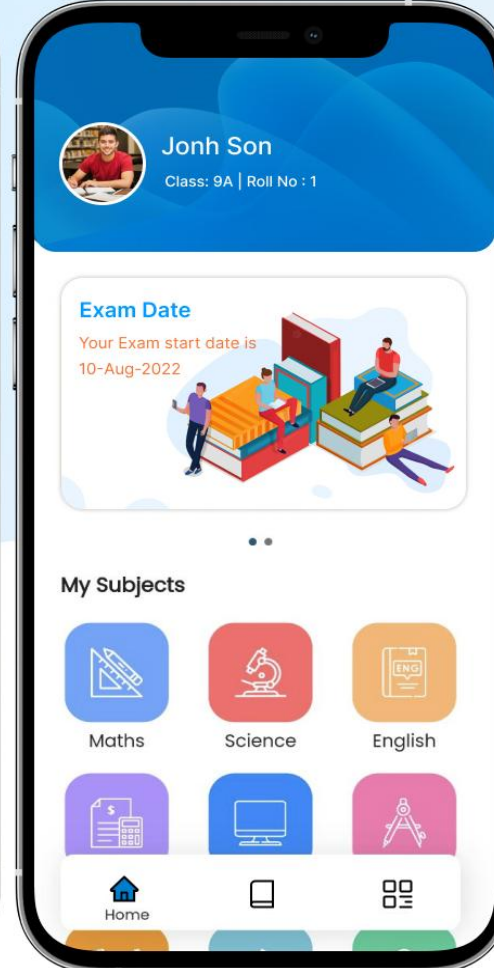 Jonh Son
Class: 9A | Roll No : 1
Exam Date
Your Exam start date is
10-Aug-2022
My Subjects
ENG
Maths
Science
English
$
Home